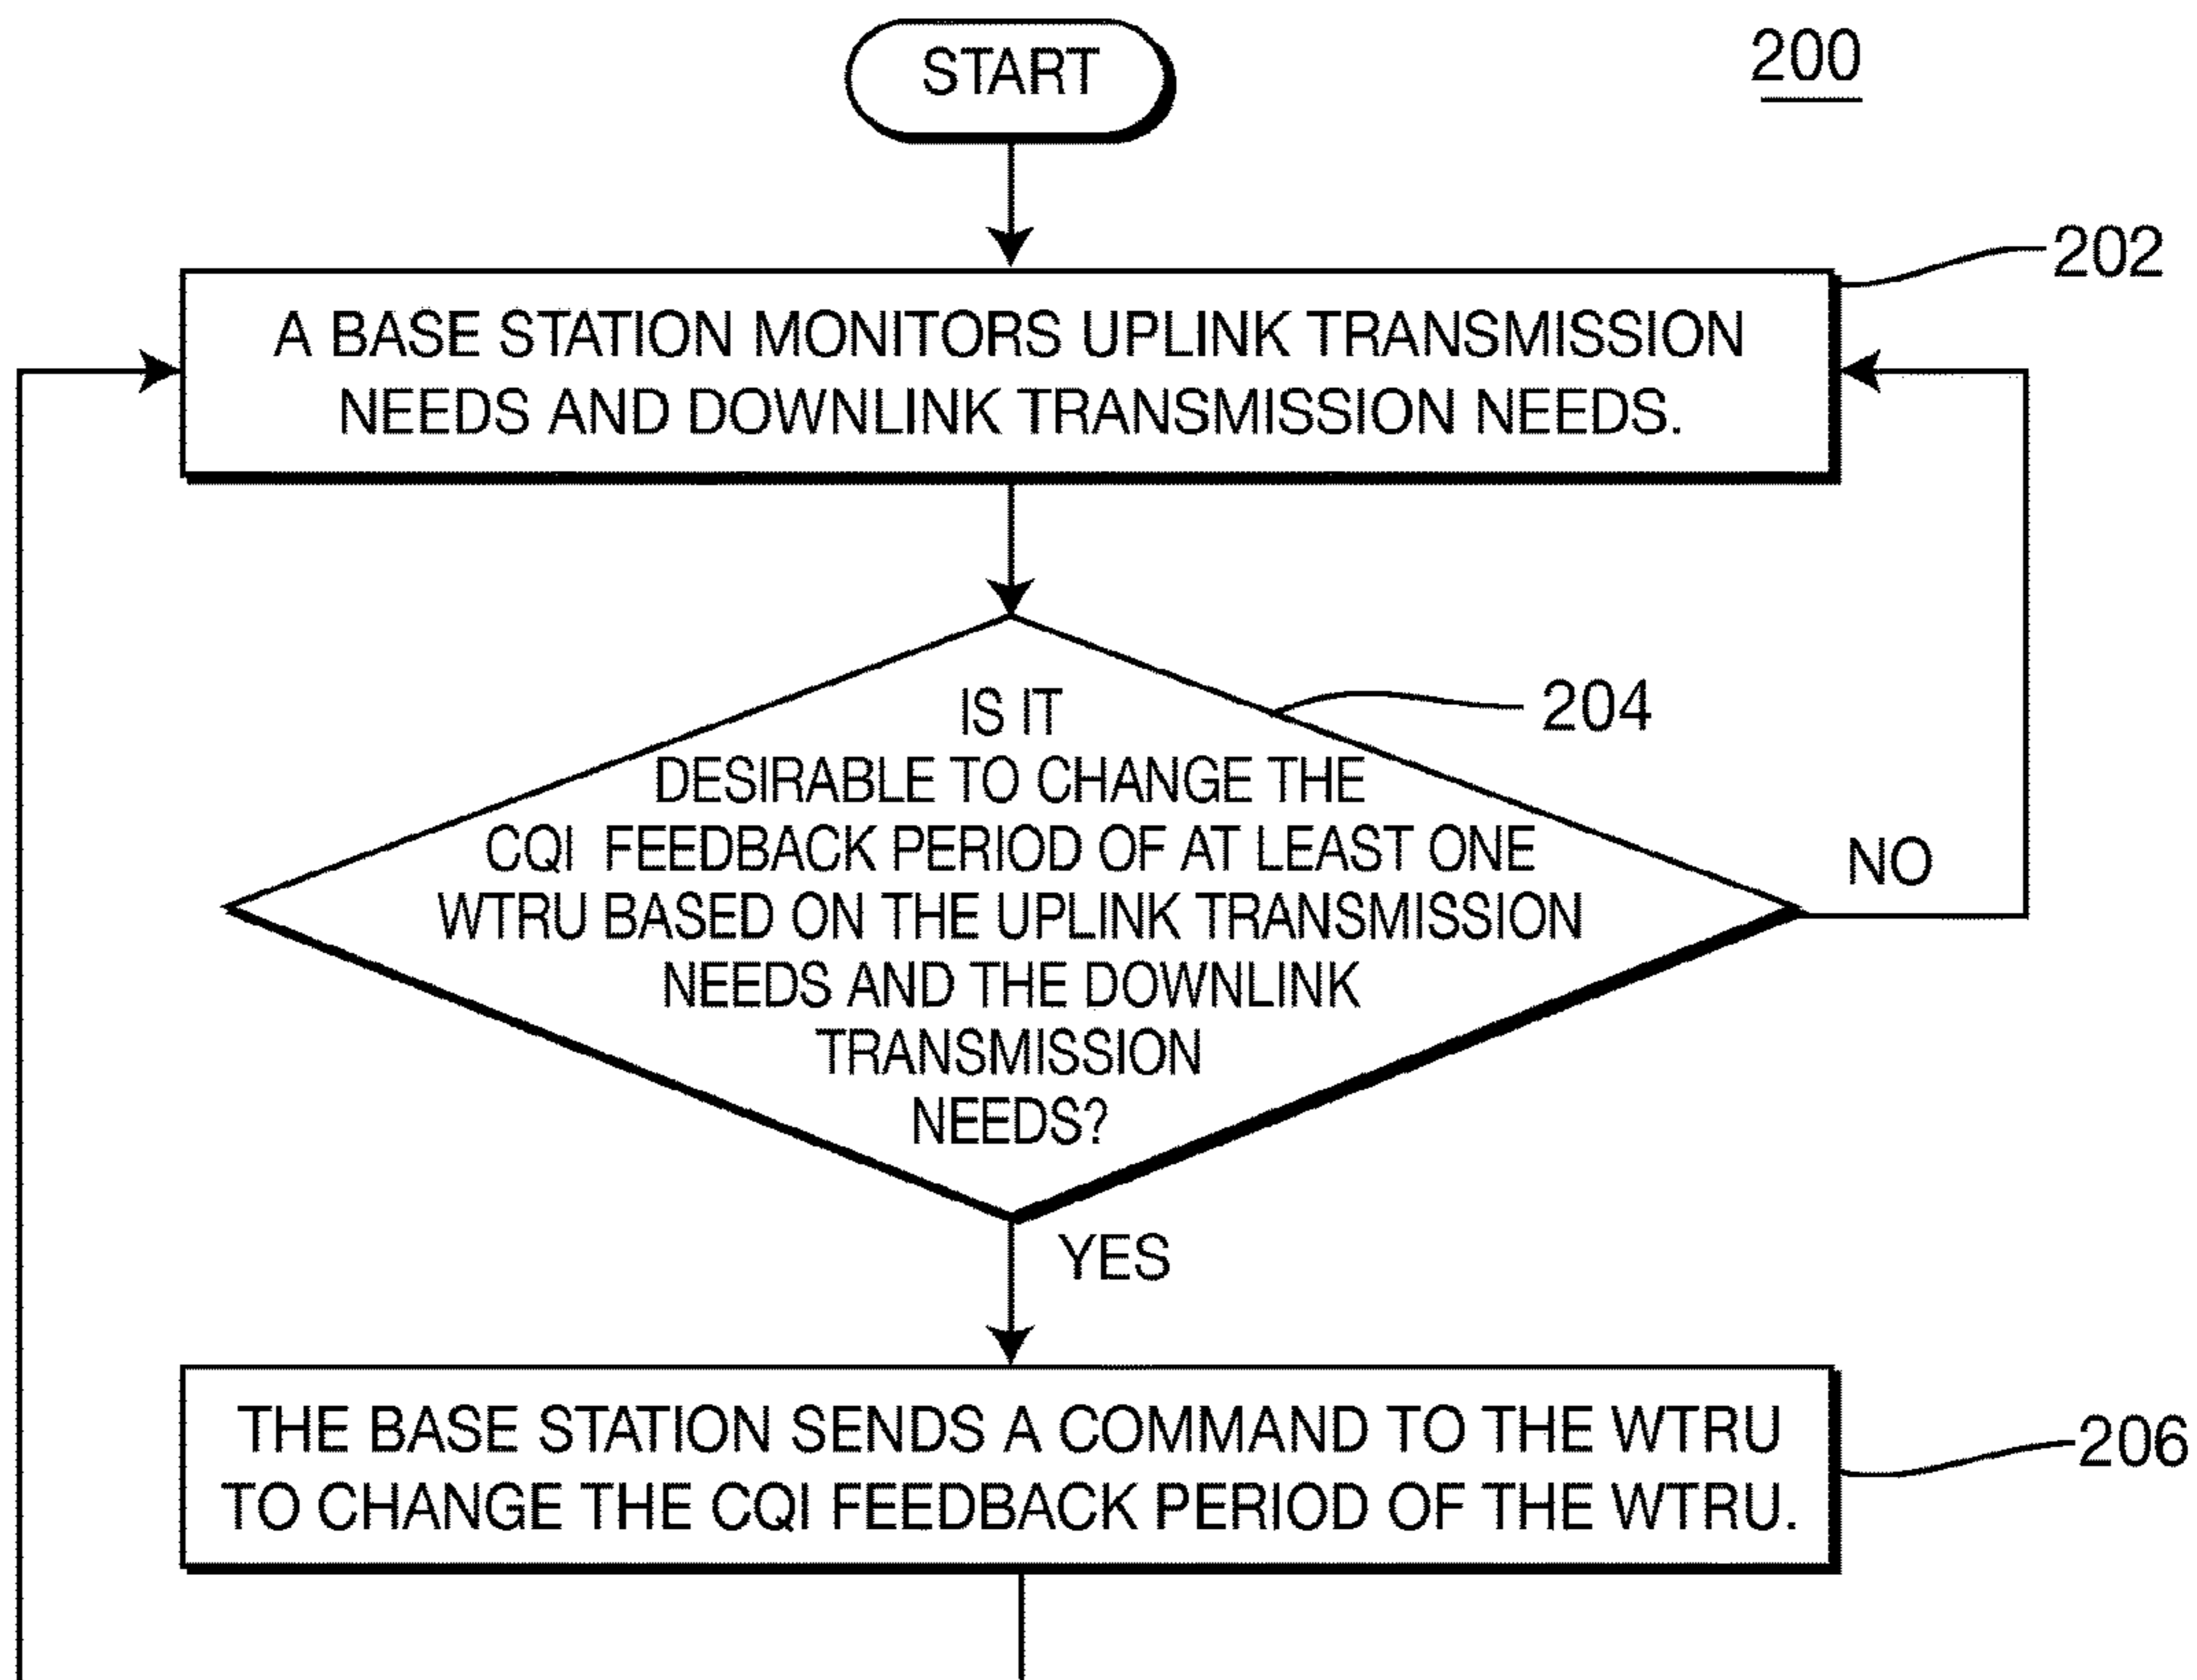 START
200
202
A BASE STATION MONITORS UPLINK TRANSMISSION
NEEDS AND DOWNLINK TRANSMISSION NEEDS.
204
IS IT
DESIRABLE TO CHANGE THE
CQI FEEDBACK PERIOD OF AT LEAST ONE
WTRU BASED ON THE UPLINK TRANSMISSION
NEEDS AND THE DOWNLINK
TRANSMISSION
NEEDS?
NO
YES
THE BASE STATION SENDS A COMMAND TO THE WTRU
TO CHANGE THE CQI FEEDBACK PERIOD OF THE WTRU.
206